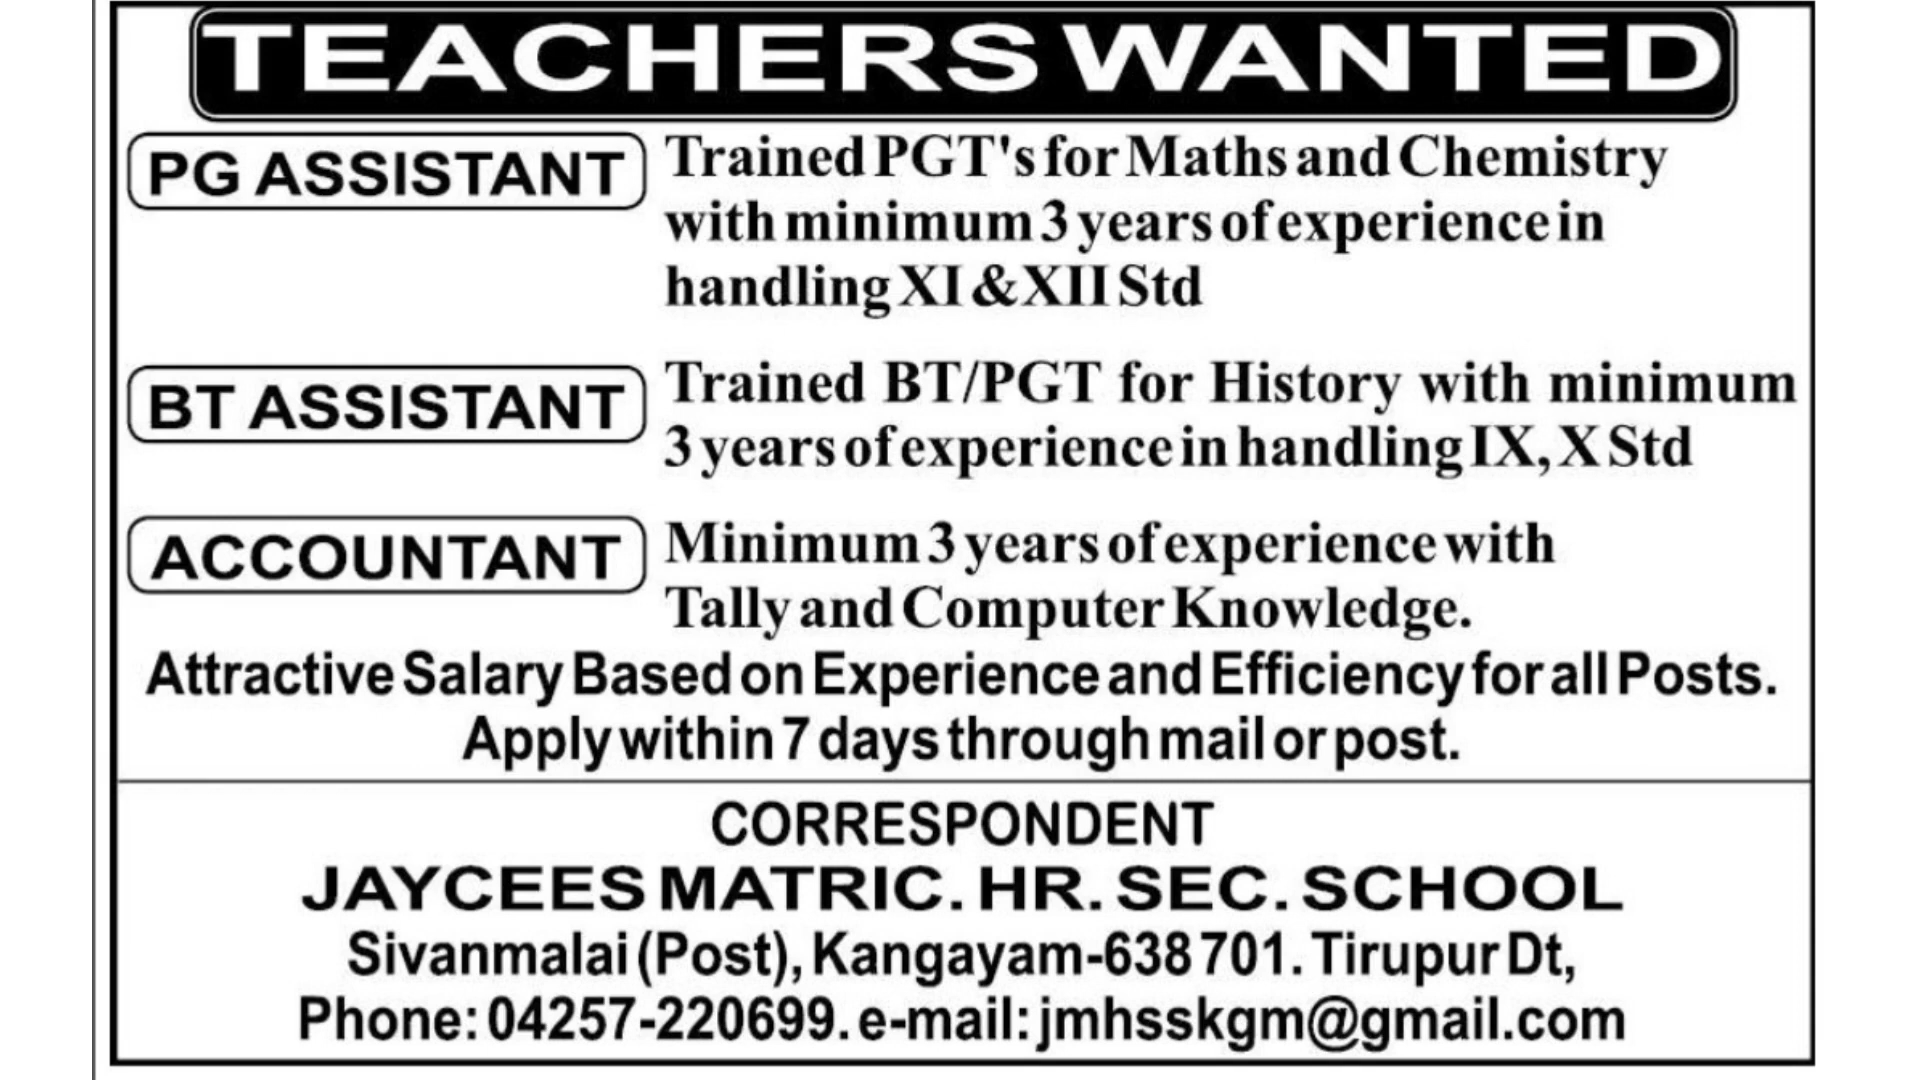 TEACHERS WANTED
PG ASSISTANT
Trained PGT's for Maths and Chemistry
with minimum 3 years of experience in
handling XI & XII Std
BT ASSISTANT
Trained BT/PGT for History with minimum
3 years of experience in handling IX, X Std
ACCOUNTANT
Minimum 3 years of experience with
Tally and Computer Knowledge.
Attractive Salary Based on Experience and Efficiency for all Posts.
Apply within 7 days through mail or post.
CORRESPONDENT
JAYCEES MATRIC. HR. SEC. SCHOOL
Sivanmalai (Post), Kangayam-638 701. Tirupur Dt,
Phone: 04257-220699. e-mail: jmhsskgm@gmail.com